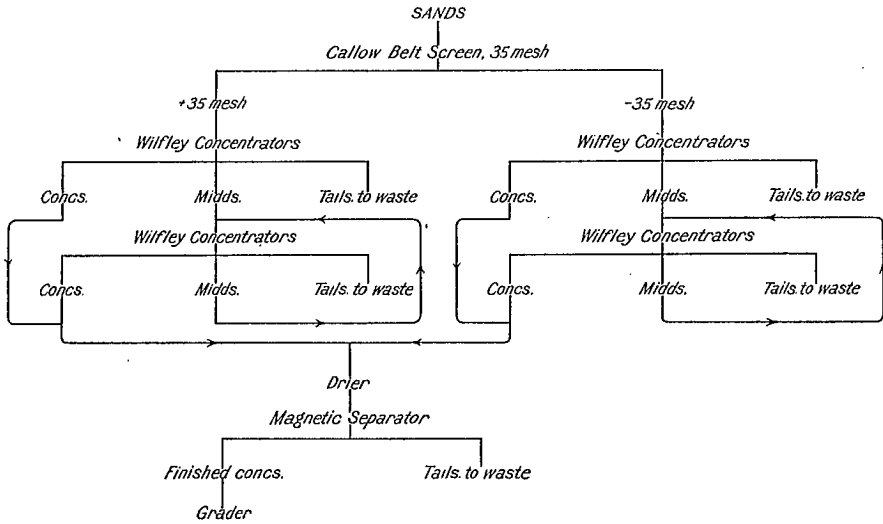 SANDS
Callow Belt Screen, 35 mesh
+35 mesh
-35 mesh
Wilfley Concentrators
Wilfley Concentrators
Concs.
Midds.
Tails. to waste
Concs.
Midds.
Tails. to waste
Wilfley Concentrators
Wilfley Concentrators
Concs.
Midds.
Tails. to waste
Concs.
Midds.
Tails. to waste
Drier
Magnetic Separator
Finished concs.
Tails. to waste
Grader